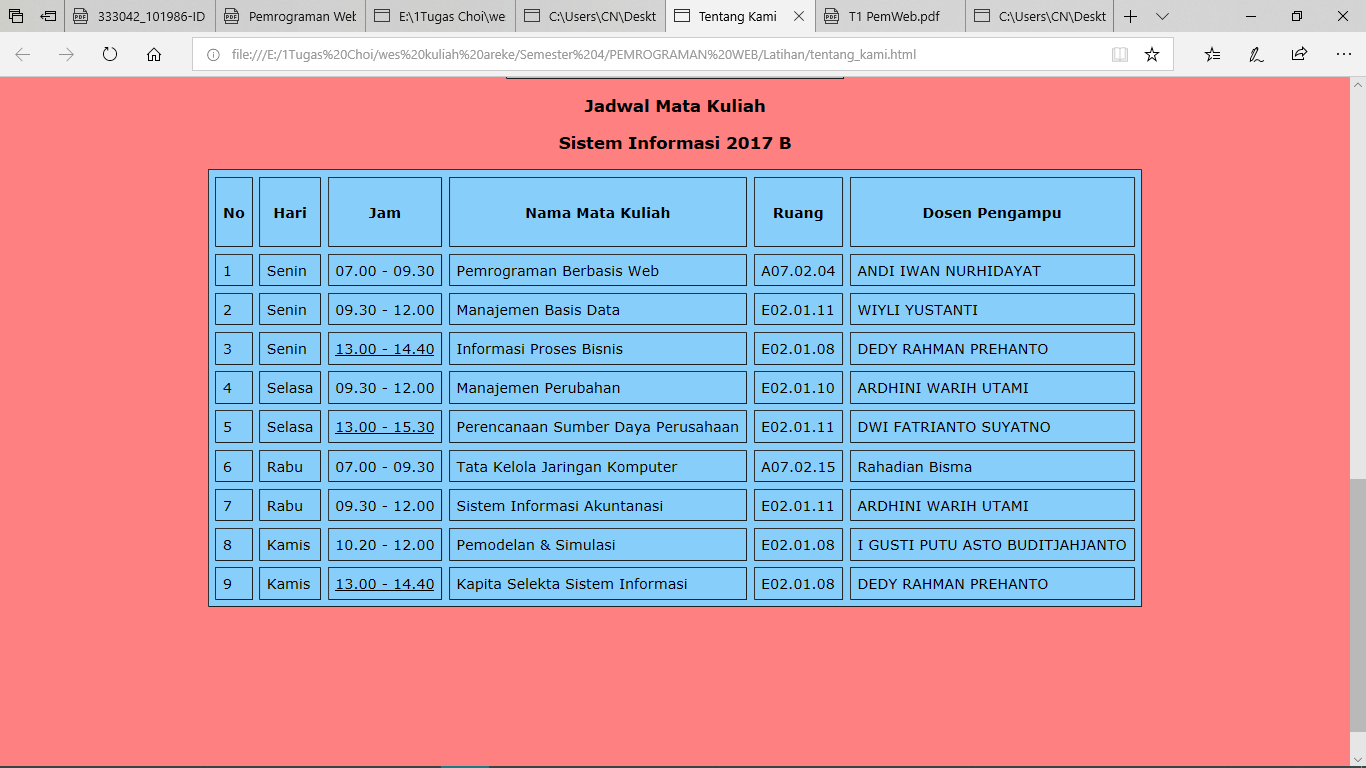 333042_101986-ID
Pemrograman Web
E:\1Tugas Choi\we
C:\Users\CN\Deskt
Tentang Kami
T1 PemWeb.pdf
C:\Users\CN\Deskt
file:///E:/1Tugas%20Choi/wes%20kuliah%20areke/Semester%204/PEMROGRAMAN%20WEB/Latihan/tentang_kami.html
Jadwal Mata Kuliah
Sistem Informasi 2017 B
No Hari Jam Nama Mata Kuliah Ruang Dosen Pengampu
1 Senin 07.00 - 09.30 Pemrograman Berbasis Web A07.02.04 ANDI IWAN NURHIDAYAT
2 Senin 09.30 - 12.00 Manajemen Basis Data E02.01.11 WIYLI YUSTANTI
3 Senin 13.00 - 14.40 Informasi Proses Bisnis E02.01.08 DEDY RAHMAN PREHANTO
4 Selasa 09.30 - 12.00 Manajemen Perubahan E02.01.10 ARDHINI WARIH UTAMI
5 Selasa 13.00 - 15.30 Perencanaan Sumber Daya Perusahaan E02.01.11 DWI FATRIANTO SUYATNO
6 Rabu 07.00 - 09.30 Tata Kelola Jaringan Komputer A07.02.15 Rahadian Bisma
7 Rabu 09.30 - 12.00 Sistem Informasi Akuntanasi E02.01.11 ARDHINI WARIH UTAMI
8 Kamis 10.20 - 12.00 Pemodelan & Simulasi E02.01.08 I GUSTI PUTU ASTO BUDITJAHJANTO
9 Kamis 13.00 - 14.40 Kapita Selekta Sistem Informasi E02.01.08 DEDY RAHMAN PREHANTO